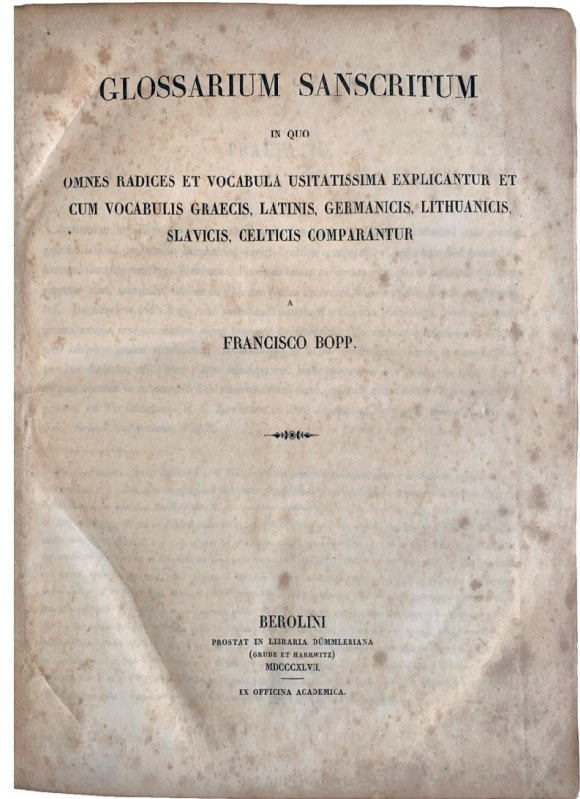 GLOSSARIUM SANSCRITUM
IN QUO
OMNES RADICES ET VOCABULA USITATISSIMA EXPLICANTUR ET
CUM VOCABULIS GRAECIS, LATINIS, GERMANICIS, LITHUANICIS,
SLAVICIS, CELTICIS COMPARANTUR
A
FRANCISCO BOPP.
BEROLINI
PROSTAT IN LIBRARIA DÜMMLERIANA
(GRUBE ET HARRWITZ)
MDCCCXLVII.
EX OFFICINA ACADEMICA.